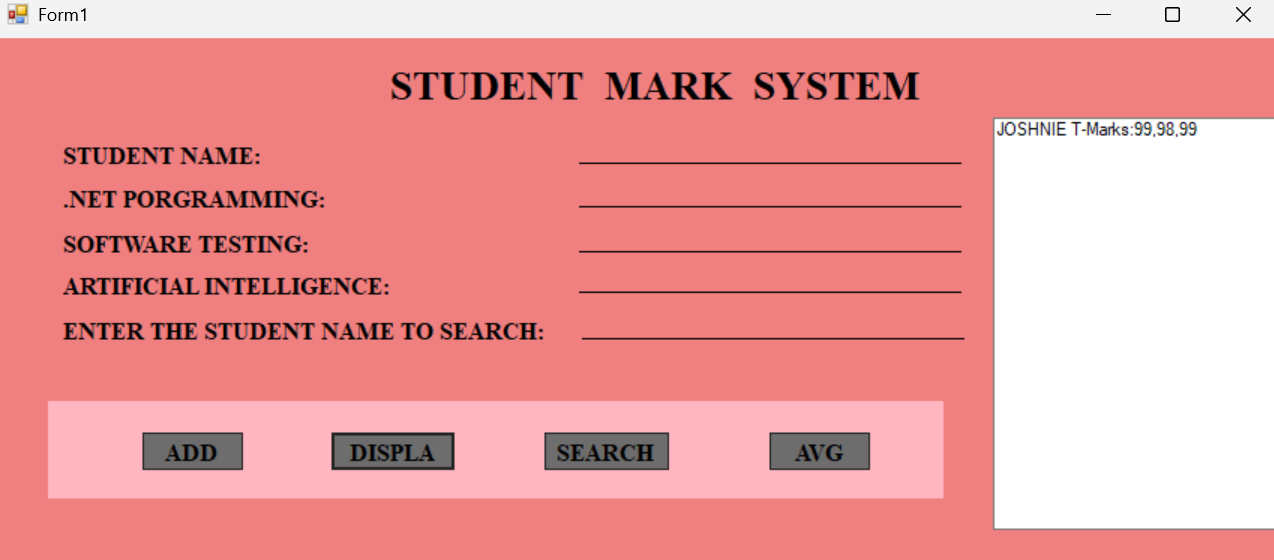 Form1
STUDENT MARK SYSTEM
JOSHNIE T-Marks:99,98,99
STUDENT NAME:
.NET PORGRAMMING:
SOFTWARE TESTING:
ARTIFICIAL INTELLIGENCE:
ENTER THE STUDENT NAME TO SEARCH:
ADD DISPLA SEARCH AVG